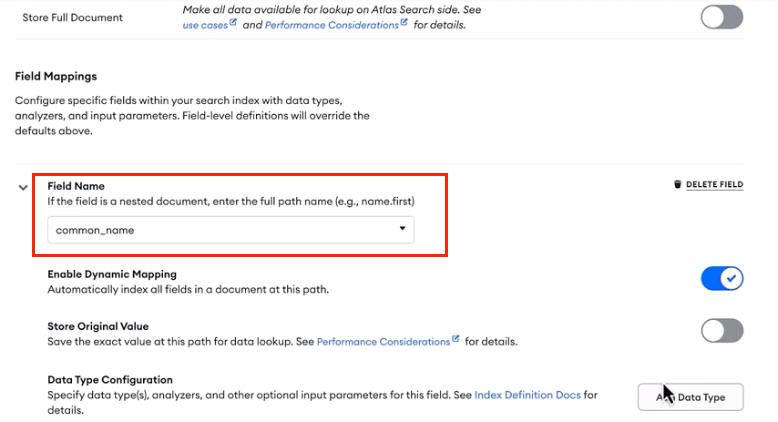 Store Full Document
Make all data available for lookup on Atlas Search side. See
use cases and Performance Considerations for details.
Field Mappings
Configure specific fields within your search index with data types,
analyzers, and input parameters. Field-level definitions will override the
defaults above.
Field Name
DELETE FIELD
If the field is a nested document, enter the full path name (e.g., name.first)
common_name
Enable Dynamic Mapping
Automatically index all fields in a document at this path.
Store Original Value
Save the exact value at this path for data lookup. See Performance Considerations for details.
Data Type Configuration
Specify data type(s), analyzers, and other optional input parameters for this field. See Index Definition Docs for
details.
Data Type